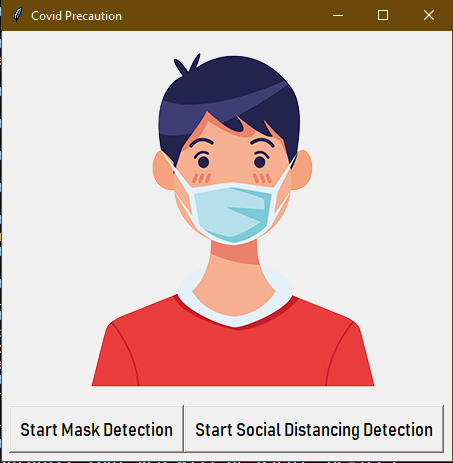 Covid Precaution
Start Mask Detection
Start Social Distancing Detection